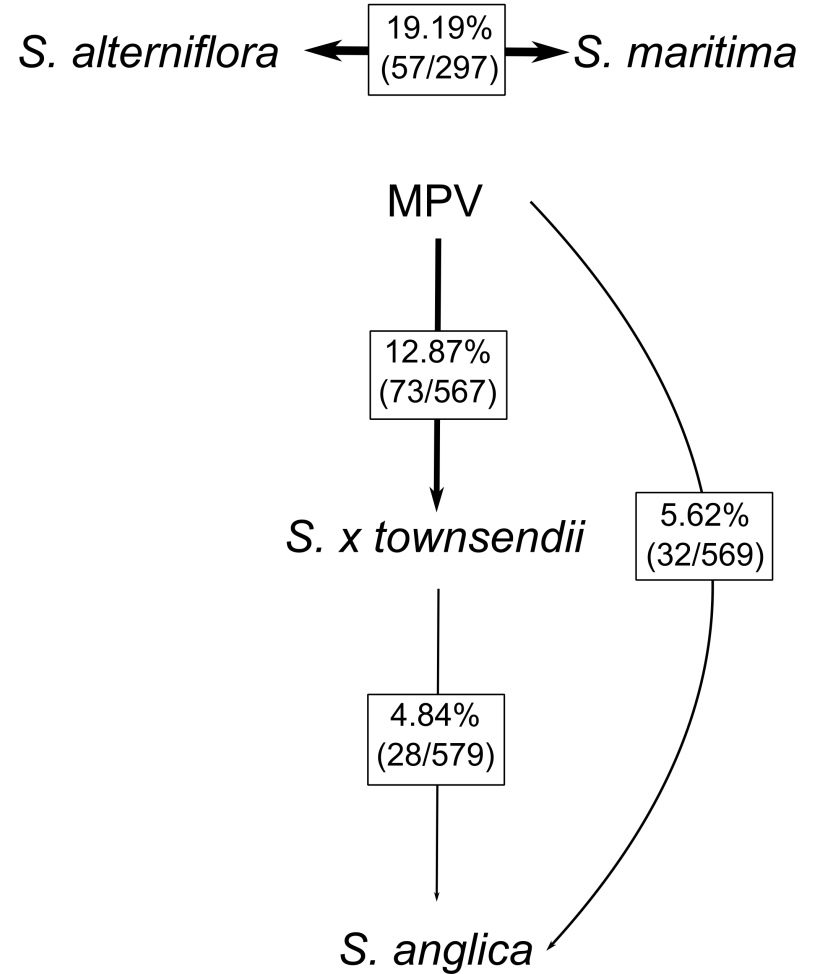 19.19%
S. alterniflora (57/297) S. maritima
MPV
12.87%
(73/567)
S. x townsendii
5.62%
(32/569)
4.84%
(28/579)
S. anglica